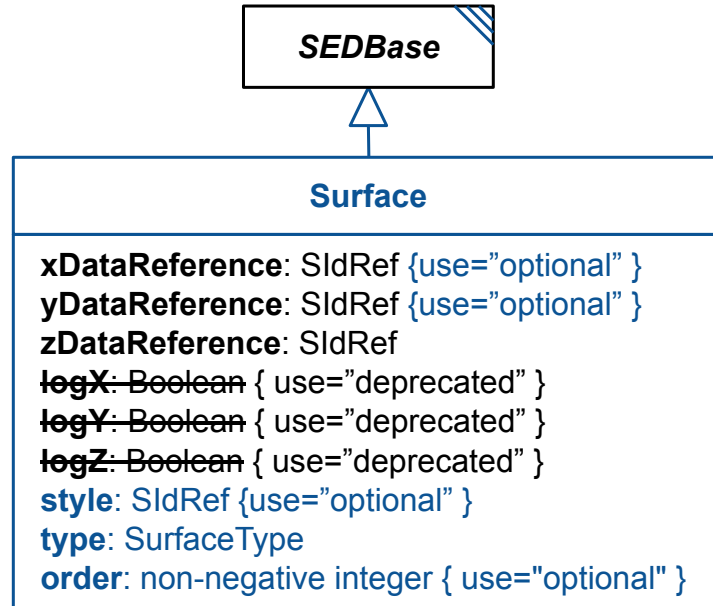 SEDBase
Surface
xDataReference: SIdRef {use=”optional” }
yDataReference: SIdRef {use=”optional” }
zDataReference: SIdRef
logX: Boolean { use=”deprecated” }
logY: Boolean { use=”deprecated” }
logZ: Boolean { use=”deprecated” }
style: SIdRef {use=”optional” }
type: SurfaceType
order: non-negative integer { use="optional" }